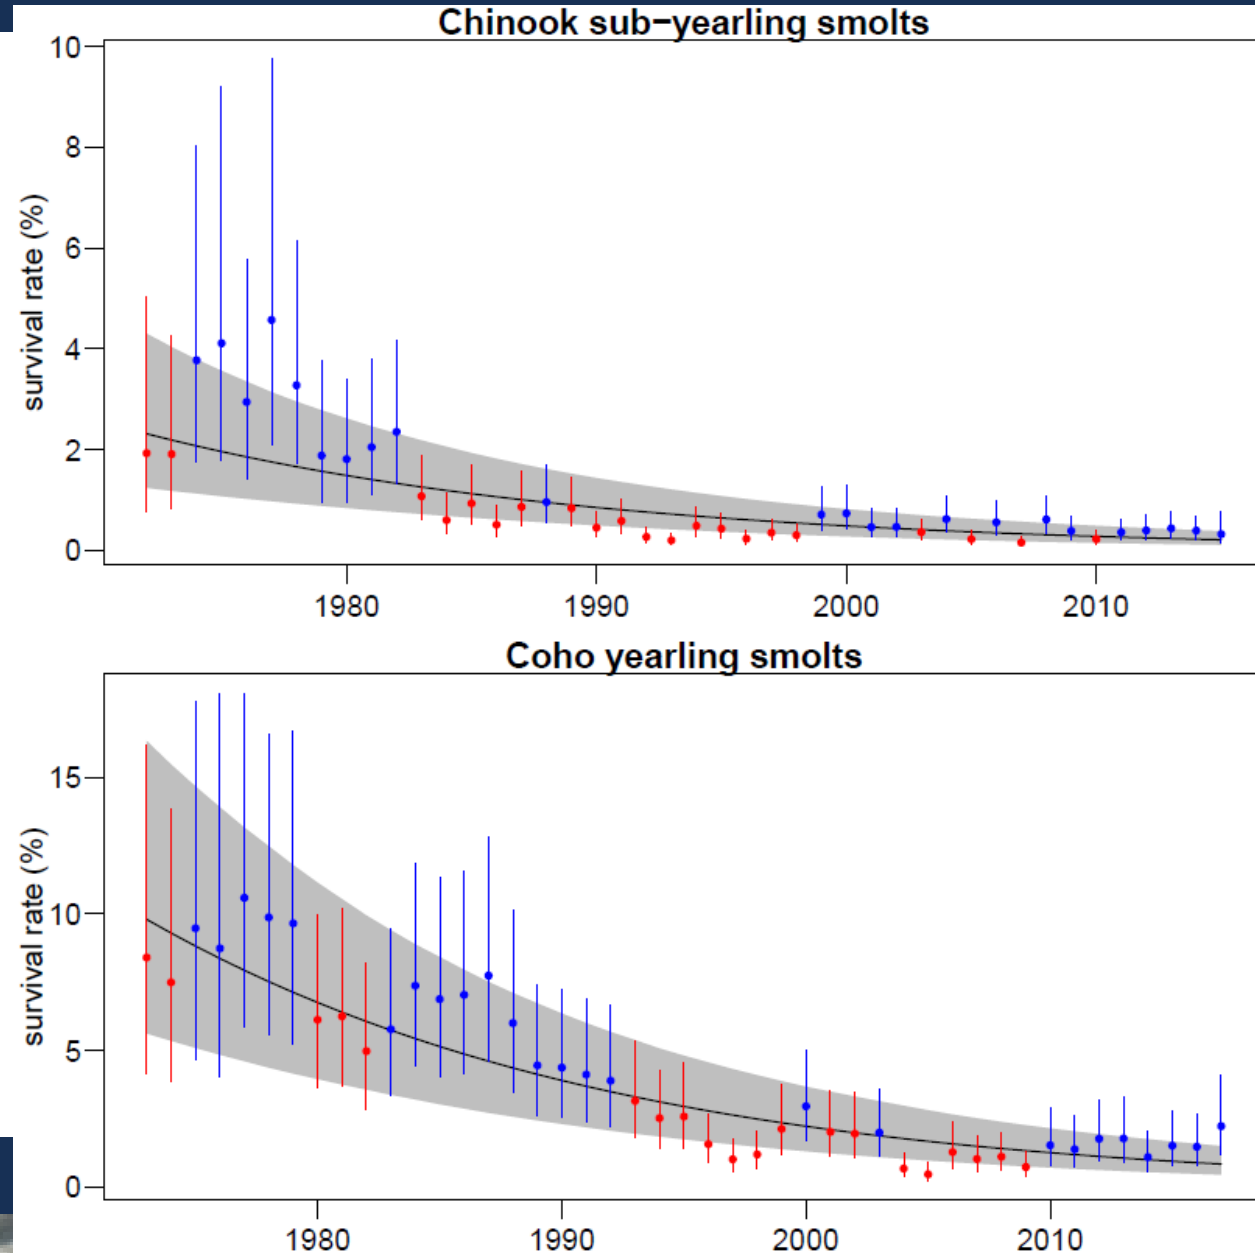 Chinook sub−yearling smolts
10
8
6
4
2
0
survival rate (%)
1980 1990 2000 2010
Coho yearling smolts
15
10
5
0
survival rate (%)
1980 1990 2000 2010